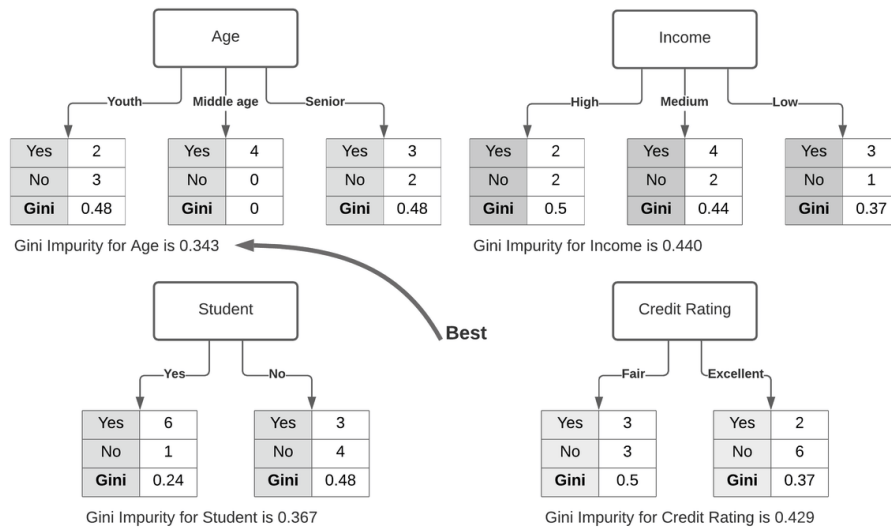 Age
Income
Youth
Middle age
Senior
High
Medium
Low
Yes 2
No 3
Gini 0.48
Yes 4
No 0
Gini 0
Yes 3
No 2
Gini 0.48
Yes 2
No 2
Gini 0.5
Yes 4
No 2
Gini 0.44
Yes 3
No 1
Gini 0.37
Gini Impurity for Age is 0.343
Gini Impurity for Income is 0.440
Best
Student
Credit Rating
Yes
No
Fair
Excellent
Yes 6
No 1
Gini 0.24
Yes 3
No 4
Gini 0.48
Yes 3
No 3
Gini 0.5
Yes 2
No 6
Gini 0.37
Gini Impurity for Student is 0.367
Gini Impurity for Credit Rating is 0.429